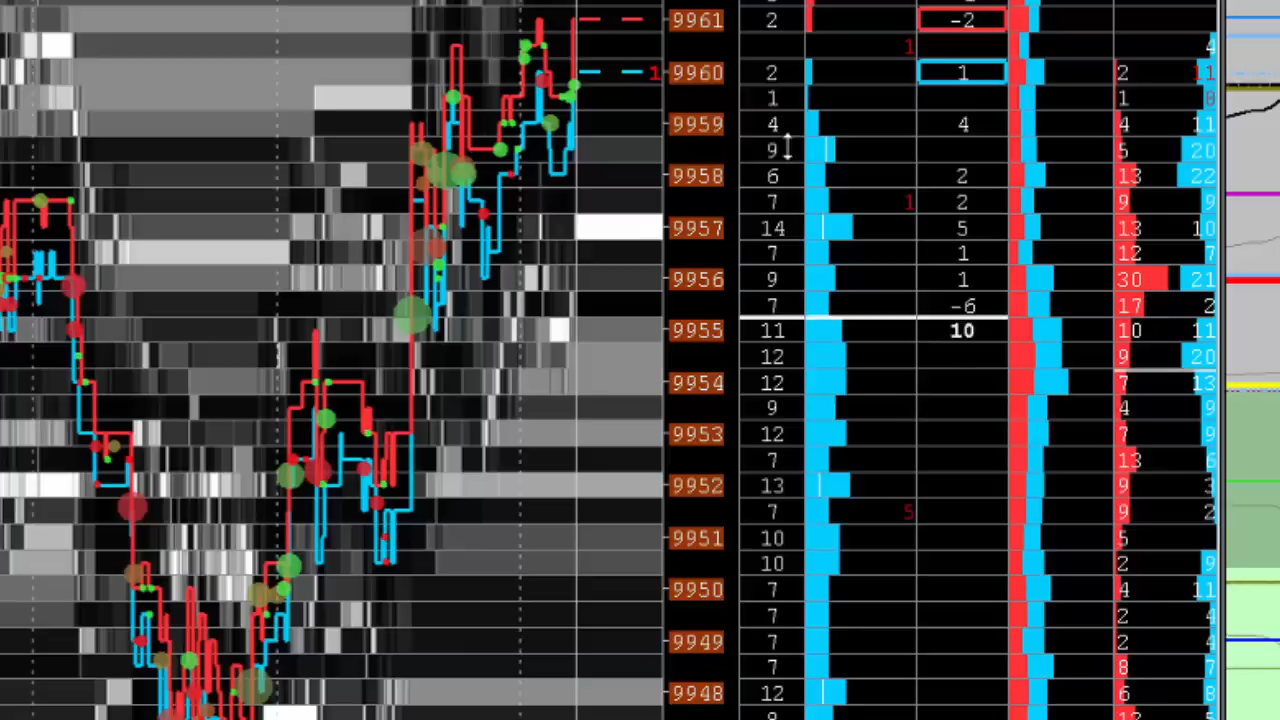 9961 2 -2
1 4
9960 1 2 1 2 11
1 1 0
9959 4 4 4 11
9 5 20
9958 6 2 13 22
7 1 2 9 9
9957 14 5 13 10
7 1 12 7
9956 9 1 30 21
7 -6 17 2
9955 11 10 10 11
12 9 20
9954 12 7 13
9 4 9
9953 12 7 9
7 13 6
9952 13 9 3
7 5 9 2
9951 10 5
10 2 9
9950 7 4 11
7 2 4
9949 7 2 4
7 8 7
9948 12 6 8